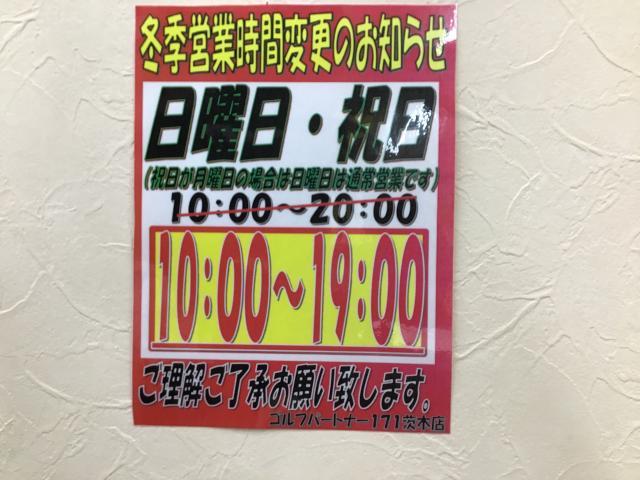 冬季営業時間変更のお知らせ
日曜日・祝日
(祝日が月曜日の場合は日曜日は通常営業です)
10:00～20:00
10:00～19:00
ご理解ご了承お願い致します。
ゴルフパートナー171茨木店